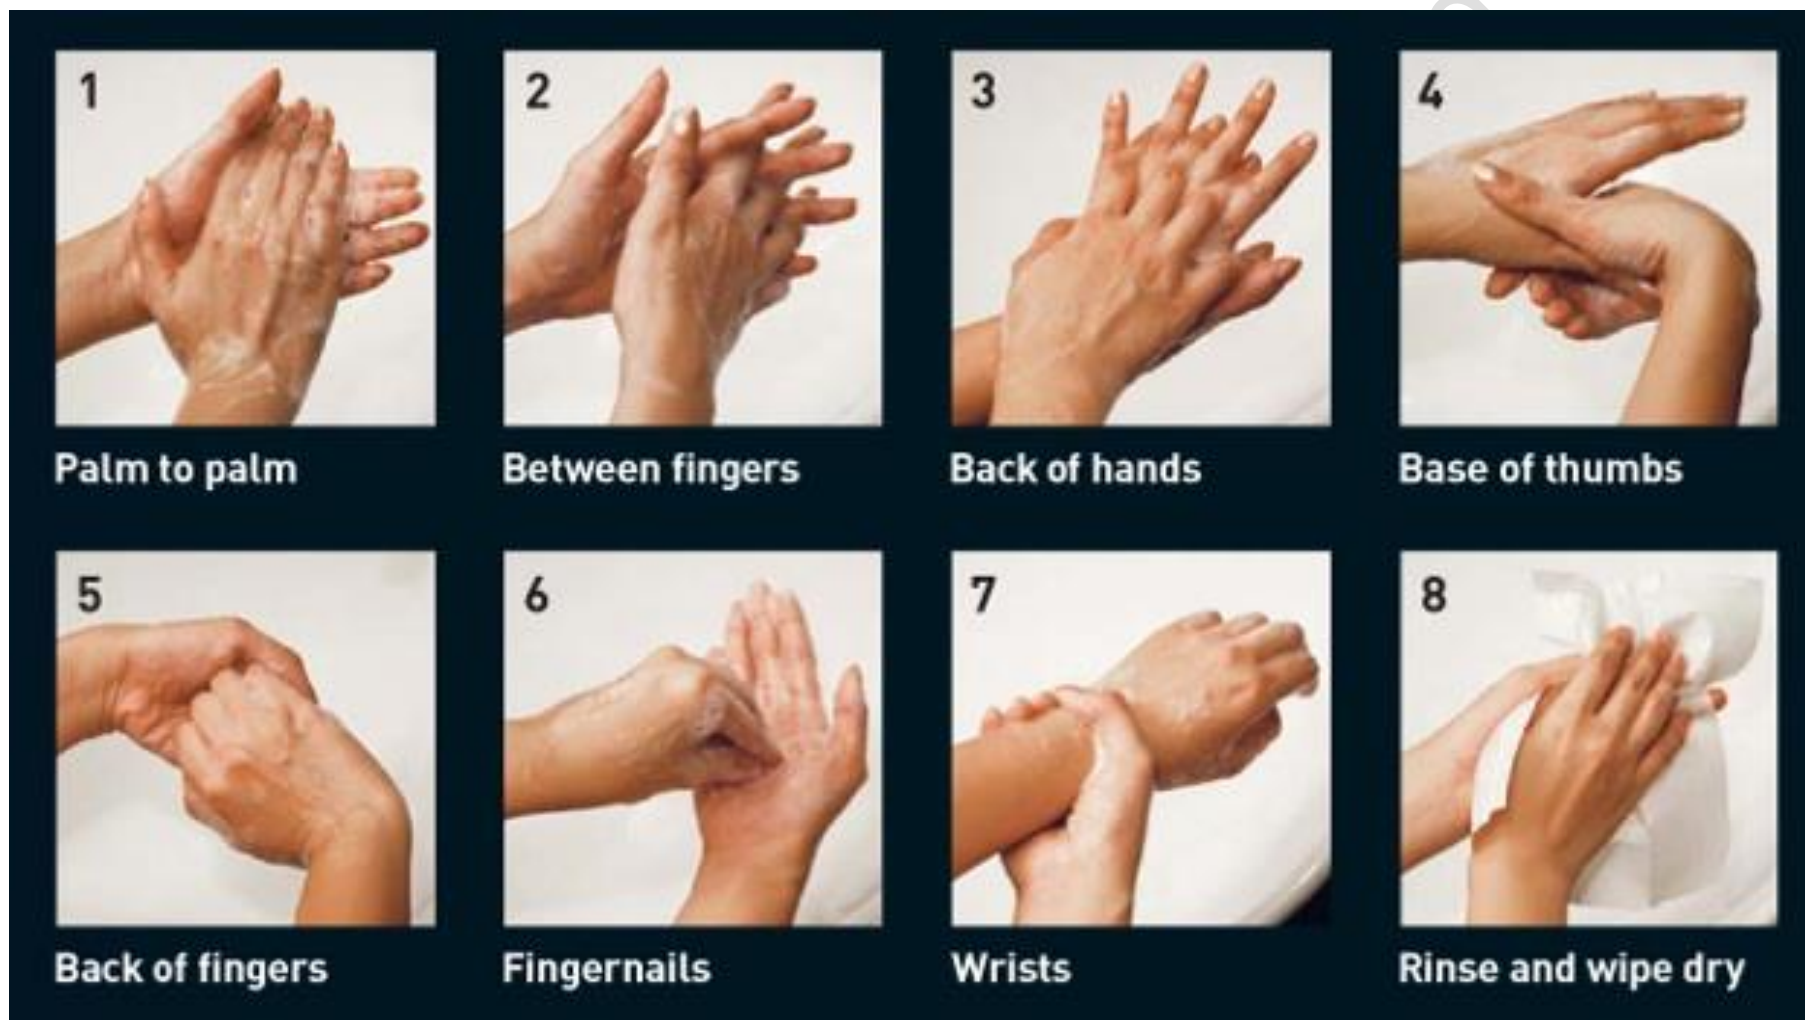 1
Palm to palm
2
Between fingers
3
Back of hands
4
Base of thumbs
5
Back of fingers
6
Fingernails
7
Wrists
8
Rinse and wipe dry